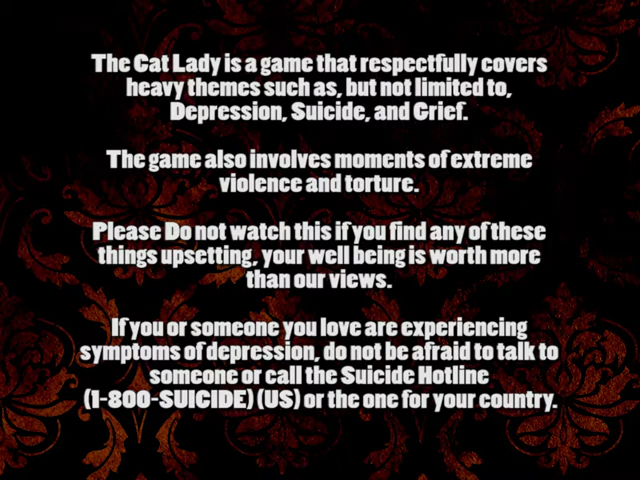 The Cat Lady is a game that respectfully covers
heavy themes such as, but not limited to,
Depression, Suicide, and Grief.
The game also involves moments of extreme
violence and torture.
Please Do not watch this if you find any of these
things upsetting, your well being is worth more
than our views.
If you or someone you love are experiencing
symptoms of depression, do not be afraid to talk to
someone or call the Suicide Hotline
(1-800-SUICIDE) (US) or the one for your country.